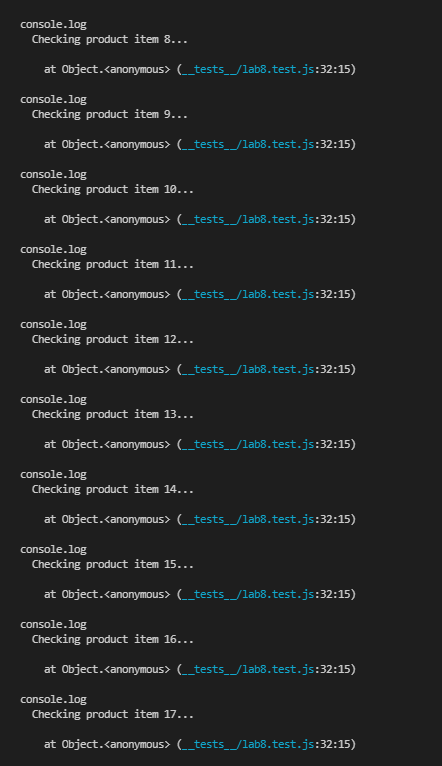 console.log
Checking product item 8...
at Object.<anonymous> (__tests__/lab8.test.js:32:15)
console.log
Checking product item 9...
at Object.<anonymous> (__tests__/lab8.test.js:32:15)
console.log
Checking product item 10...
at Object.<anonymous> (__tests__/lab8.test.js:32:15)
console.log
Checking product item 11...
at Object.<anonymous> (__tests__/lab8.test.js:32:15)
console.log
Checking product item 12...
at Object.<anonymous> (__tests__/lab8.test.js:32:15)
console.log
Checking product item 13...
at Object.<anonymous> (__tests__/lab8.test.js:32:15)
console.log
Checking product item 14...
at Object.<anonymous> (__tests__/lab8.test.js:32:15)
console.log
Checking product item 15...
at Object.<anonymous> (__tests__/lab8.test.js:32:15)
console.log
Checking product item 16...
at Object.<anonymous> (__tests__/lab8.test.js:32:15)
console.log
Checking product item 17...
at Object.<anonymous> (__tests__/lab8.test.js:32:15)